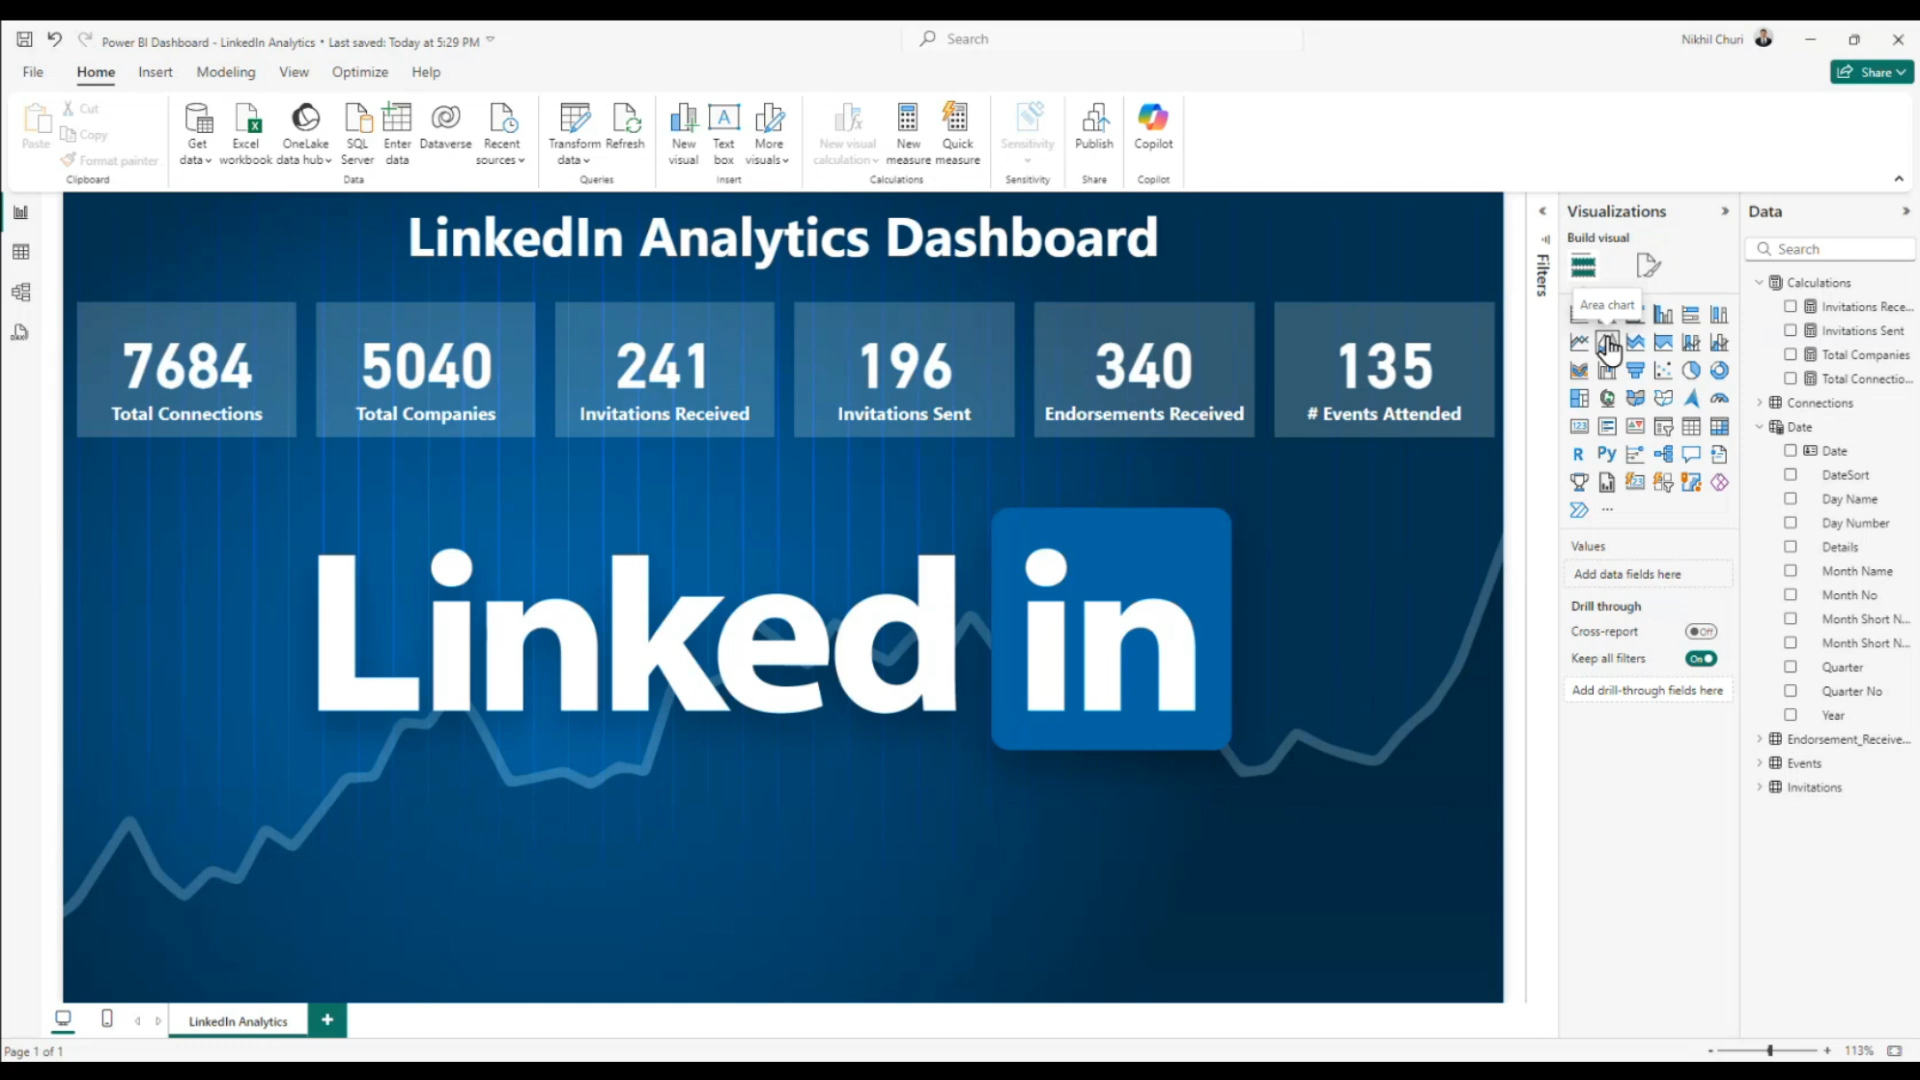 Power BI Dashboard - LinkedIn Analytics • Last saved: Today at 5:29 PM
Search
Nikhil Churi
File Home Insert Modeling View Optimize Help
Share
Paste
Cut
Copy
Format painter
Clipboard
Get data
Excel workbook
OneLake data hub
SQL Server
Enter data
Dataverse
Recent sources
Data
Transform data
Refresh
Queries
New visual
Text box
More visuals
Insert
New visual calculation
New measure
Quick measure
Calculations
Sensitivity
Sensitivity
Publish
Share
Copilot
Copilot
LinkedIn Analytics Dashboard
7684
Total Connections
5040
Total Companies
241
Invitations Received
196
Invitations Sent
340
Endorsements Received
135
# Events Attended
Linked in
Filters
Visualizations
Build visual
Area chart
123
R
Py
Values
Add data fields here
Drill through
Cross-report
Off
Keep all filters
On
Add drill-through fields here
Data
Search
Calculations
Invitations Rece...
Invitations Sent
Total Companies
Total Connectio...
Connections
Date
Date
DateSort
Day Name
Day Number
Details
Month Name
Month No
Month Short N...
Month Short N...
Quarter
Quarter No
Year
Endorsement_Receive...
Events
Invitations
LinkedIn Analytics
+
Page 1 of 1
- + 113%